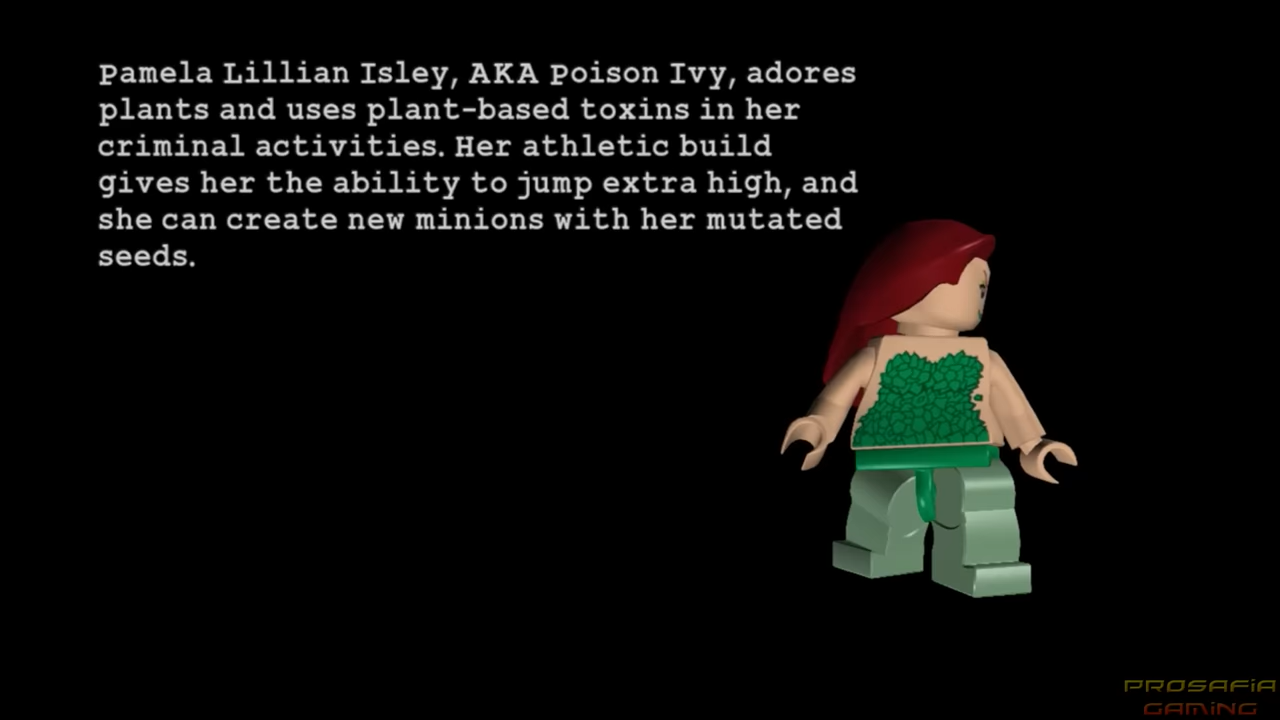 Pamela Lillian Isley, AKA Poison Ivy, adores
plants and uses plant-based toxins in her
criminal activities. Her athletic build
gives her the ability to jump extra high, and
she can create new minions with her mutated
seeds.
PROSAFiA
GAMiNG